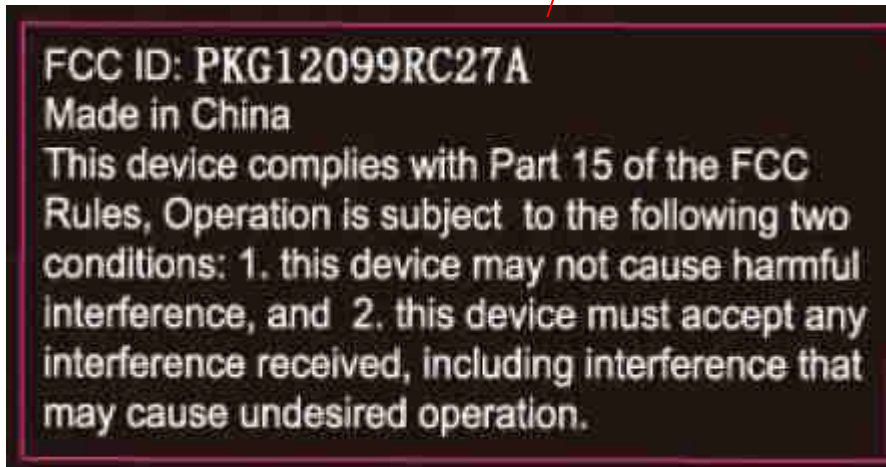 FCC ID: PKG12099RC27A
Made in China
This device complies with Part 15 of the FCC
Rules, Operation is subject to the following two
conditions: 1. this device may not cause harmful
interference, and 2. this device must accept any
interference received, including interference that
may cause undesired operation.